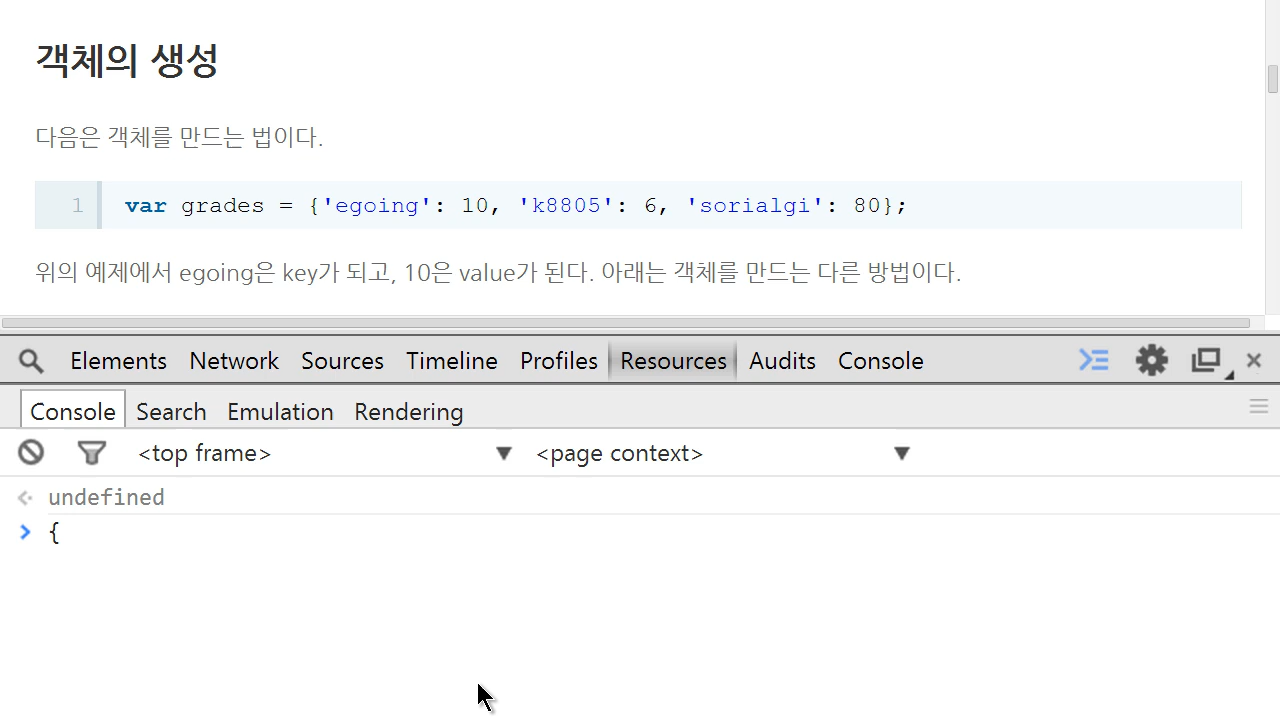 객체의 생성
다음은 객체를 만드는 법이다.
1 var grades = {'egoing': 10, 'k8805': 6, 'sorialgi': 80};
위의 예제에서 egoing은 key가 되고, 10은 value가 된다. 아래는 객체를 만드는 다른 방법이다.
Elements Network Sources Timeline Profiles Resources Audits Console
Console Search Emulation Rendering
<top frame> <page context>
undefined
{